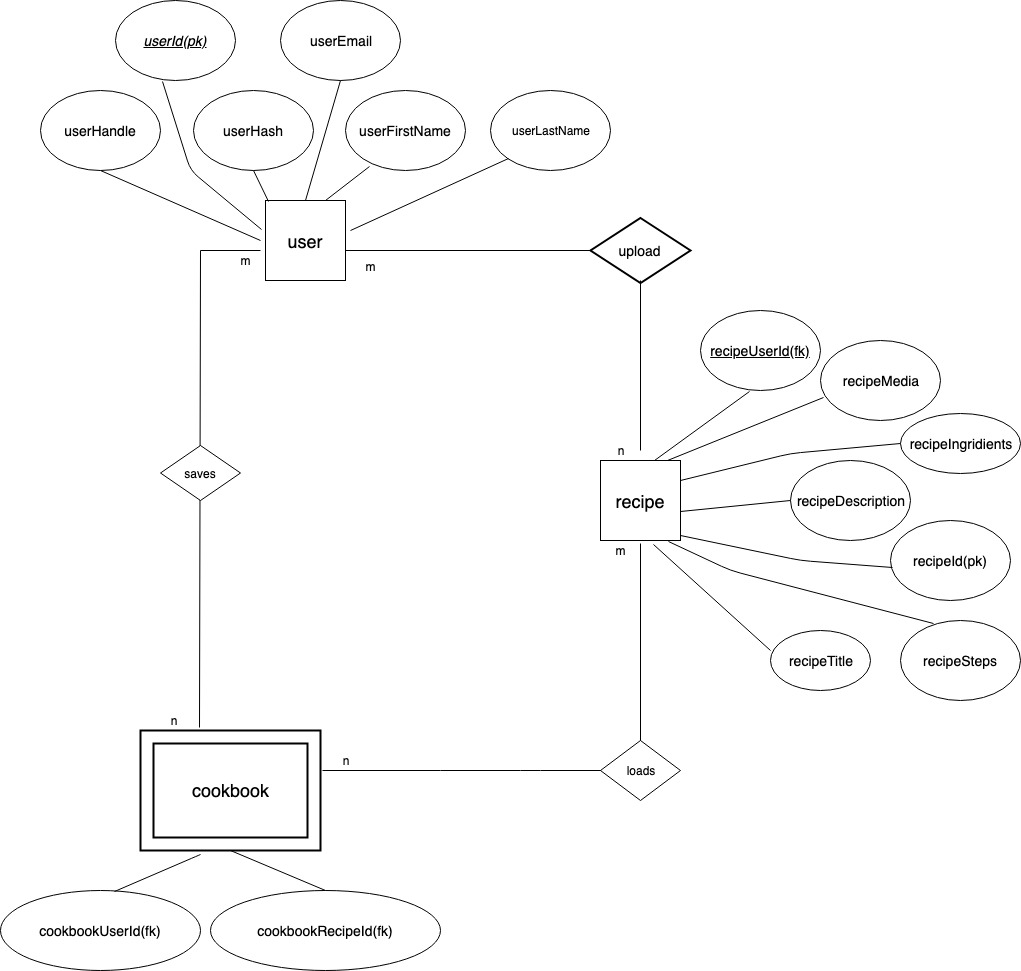 userId(pk)
userEmail
userHandle
userHash
userFirstName
userLastName
user
upload
m
m
recipeUserId(fk)
recipeMedia
recipeIngridients
n
saves
recipe
recipeDescription
m
recipeId(pk)
recipeTitle
recipeSteps
n
n
loads
cookbook
cookbookUserId(fk)
cookbookRecipeId(fk)